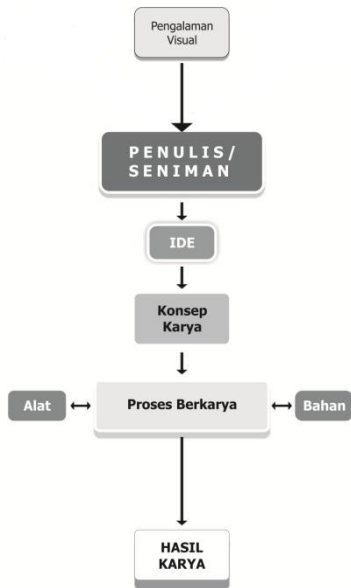 Pengalaman
Visual
PENULIS/
SENIMAN
IDE
Konsep
Karya
Alat
Proses Berkarya
Bahan
HASIL
KARYA